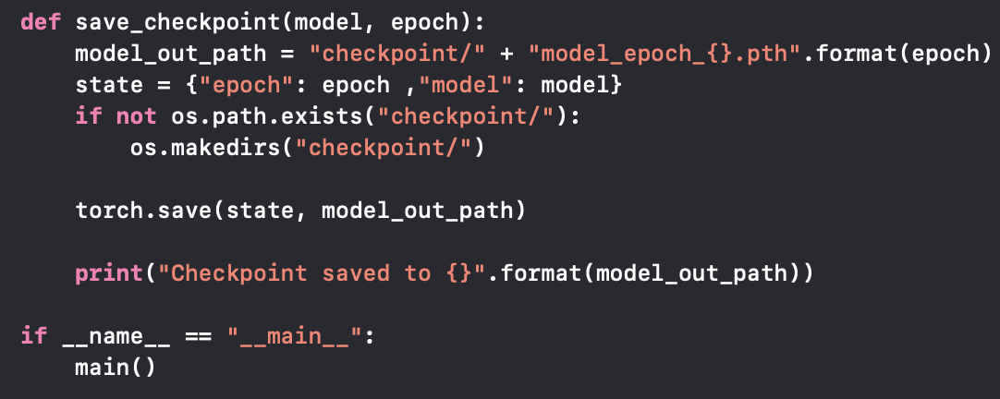 def save_checkpoint(model, epoch):
    model_out_path = "checkpoint/" + "model_epoch_{}.pth".format(epoch)
    state = {"epoch": epoch ,"model": model}
    if not os.path.exists("checkpoint/"):
        os.makedirs("checkpoint/")

    torch.save(state, model_out_path)

    print("Checkpoint saved to {}".format(model_out_path))

if __name__ == "__main__":
    main()